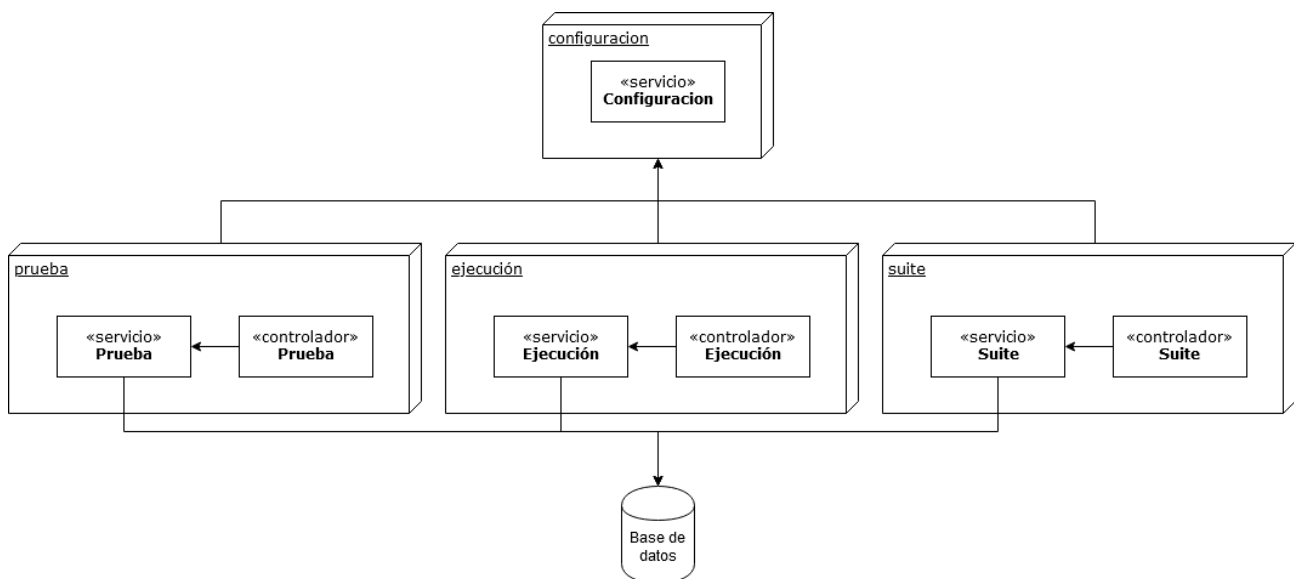 configuracion
«servicio»
Configuracion
prueba
«servicio»
Prueba
«controlador»
Prueba
ejecución
«servicio»
Ejecución
«controlador»
Ejecución
suite
«servicio»
Suite
«controlador»
Suite
Base de
datos